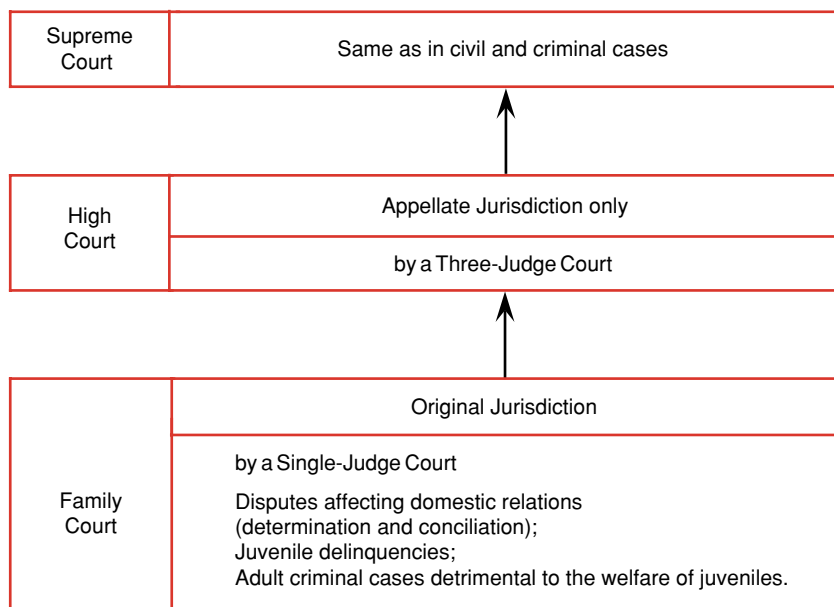 Supreme
Court
Same as in civil and criminal cases
High
Court
Appellate Jurisdiction only
by a Three-Judge Court
Family
Court
Original Jurisdiction
by a Single-Judge Court
Disputes affecting domestic relations
(determination and conciliation);
Juvenile delinquencies;
Adult criminal cases detrimental to the welfare of juveniles.